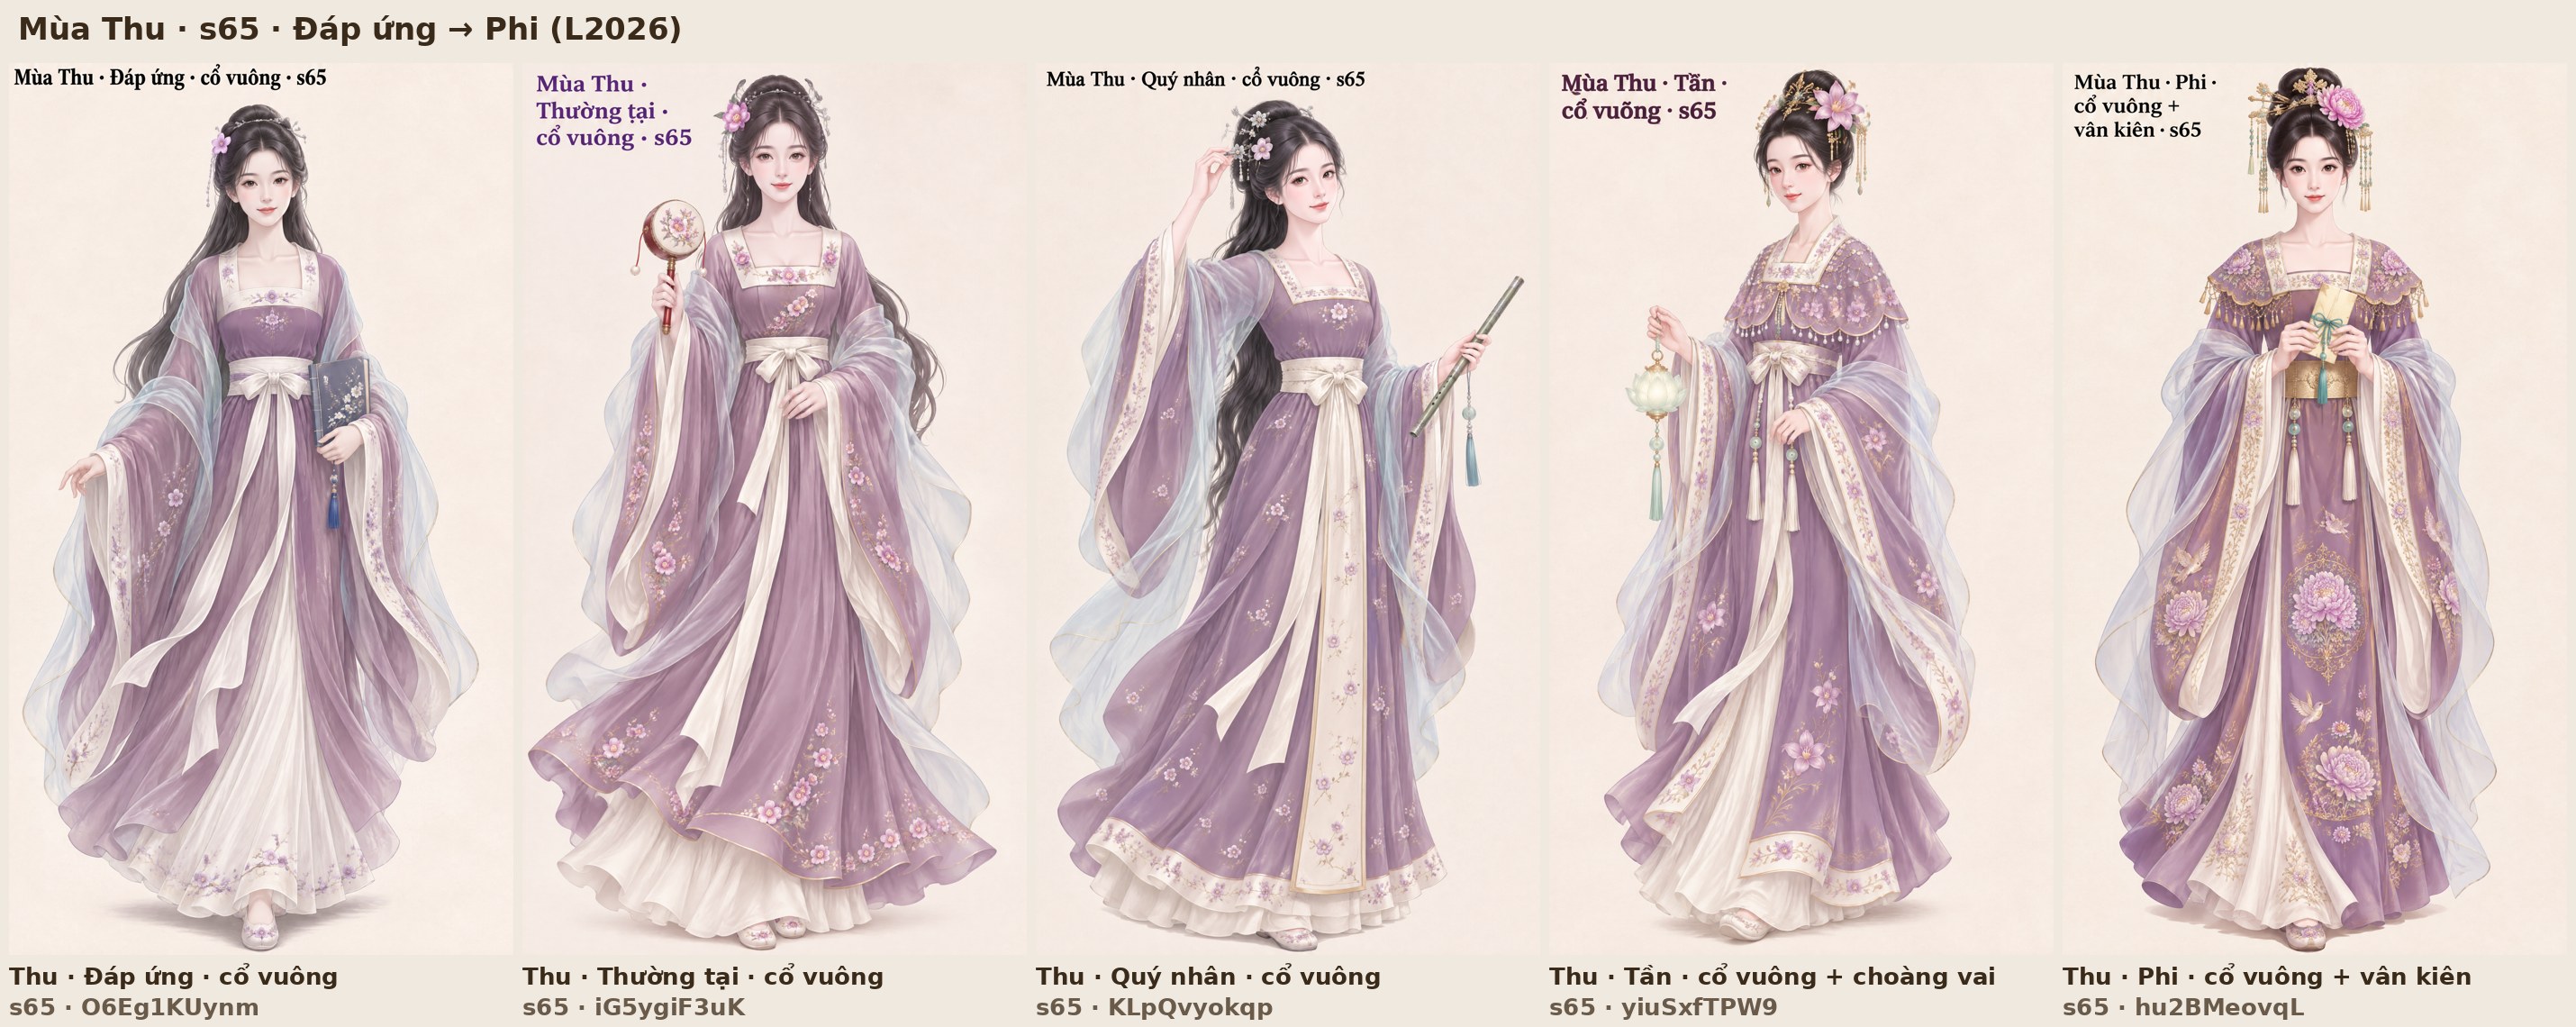 Mùa Thu · s65 · Đáp ứng → Phi (L2026)
Mùa Thu · Đáp ứng · cổ vuông · s65
Mùa Thu ·
Thường tại ·
cổ vuông · s65
Mùa Thu · Quý nhân · cổ vuông · s65
Mùa Thu · Tần ·
cổ vuõng · s65
Mùa Thu · Phi ·
cổ vuông +
vân kiên · s65
Thu · Đáp ứng · cổ vuông
s65 · O6Eg1KUynm
Thu · Thường tại · cổ vuông
s65 · iG5ygiF3uK
Thu · Quý nhân · cổ vuông
s65 · KLpQvyokqp
Thu · Tần · cổ vuông + choàng vai
s65 · yiuSxfTPW9
Thu · Phi · cổ vuông + vân kiên
s65 · hu2BMeovqL